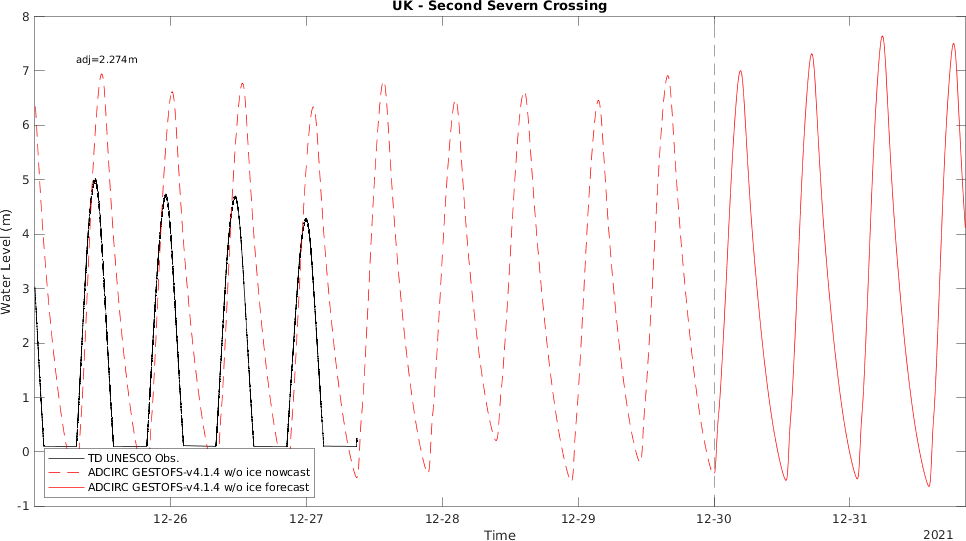 UK - Second Severn Crossing
8
7
6
5
4
3
2
1
0
-1
Water Level (m)
adj=2.274m
TD UNESCO Obs.
ADCIRC GESTOFS-v4.1.4 w/o ice nowcast
ADCIRC GESTOFS-v4.1.4 w/o ice forecast
12-26 12-27 12-28 12-29 12-30 12-31
Time
2021